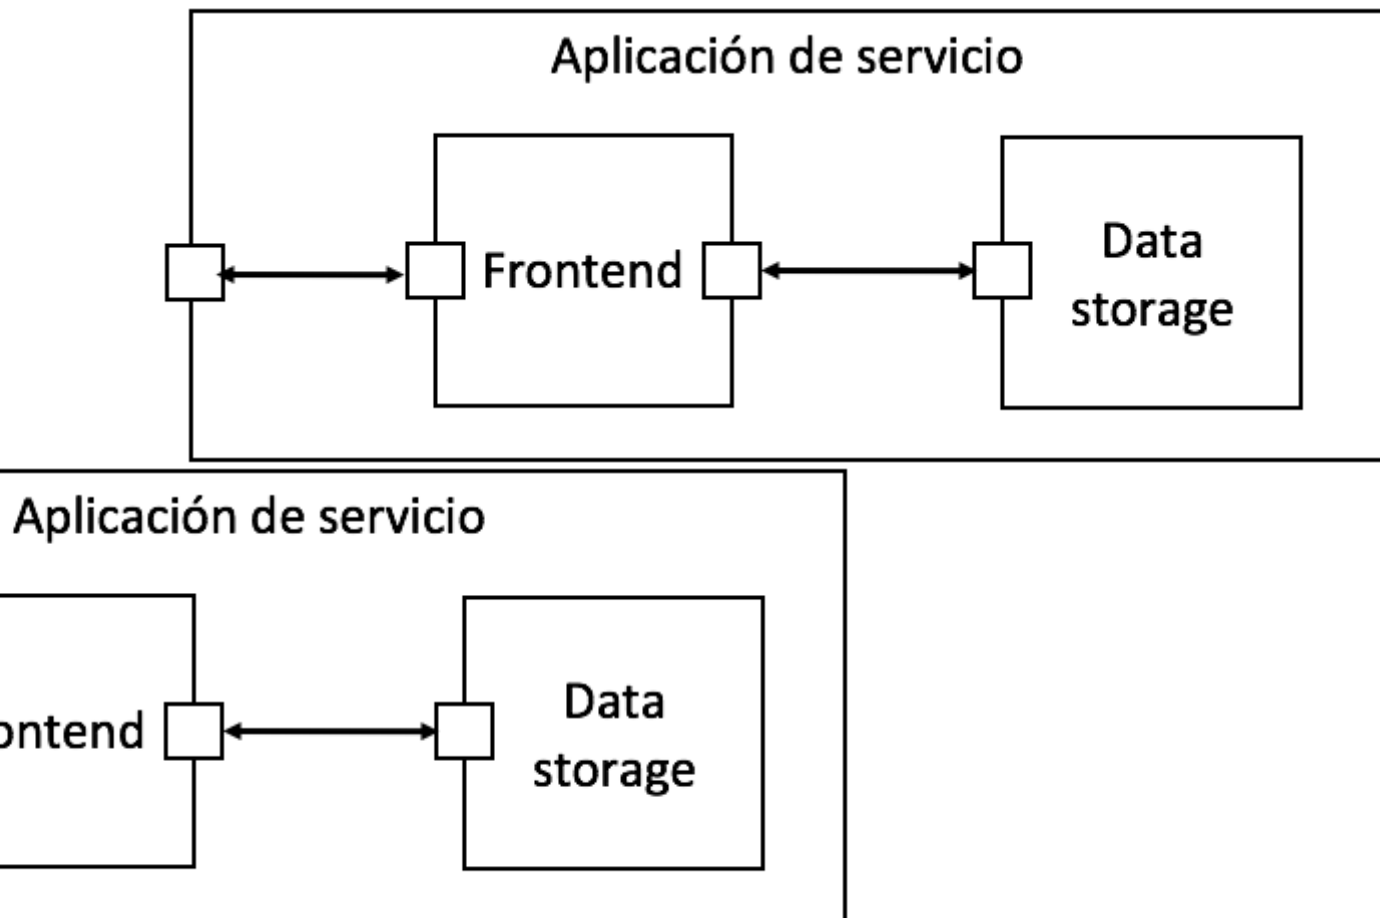 Aplicación de servicio
Frontend
Data
storage
Aplicación de servicio
ontend
Data
storage